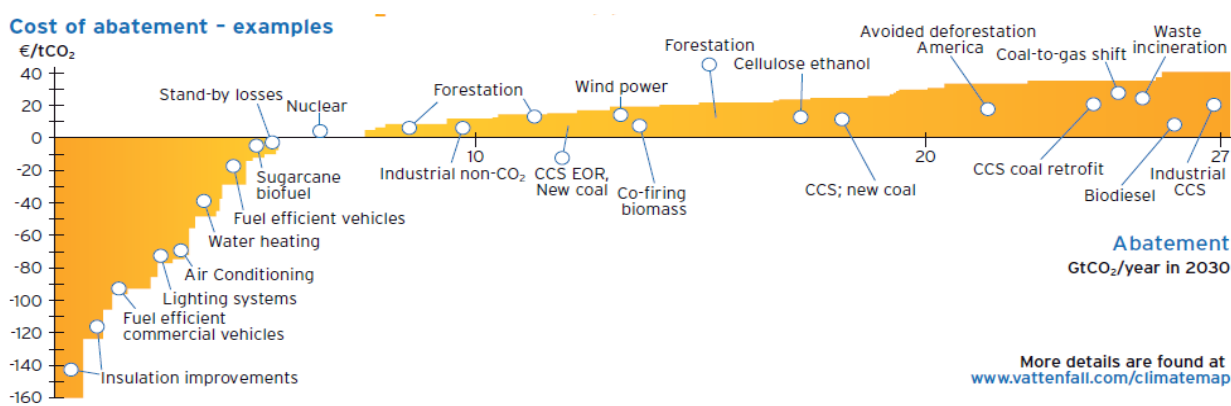 Cost of abatement – examples
€/tCO₂
40
20
0
-20
-40
-60
-80
-100
-120
-140
-160
Stand-by losses
Nuclear
Forestation
Wind power
Forestation
Cellulose ethanol
Avoided deforestation
America
Coal-to-gas shift
Waste
incineration
10
20
27
Sugarcane
biofuel
Fuel efficient vehicles
Water heating
Air Conditioning
Lighting systems
Fuel efficient
commercial vehicles
Insulation improvements
Industrial non-CO₂
CCS EOR,
New coal
Co-firing
biomass
CCS; new coal
CCS coal retrofit
Biodiesel
Industrial
CCS
Abatement
GtCO₂/year in 2030
More details are found at
www.vattenfall.com/climatemap